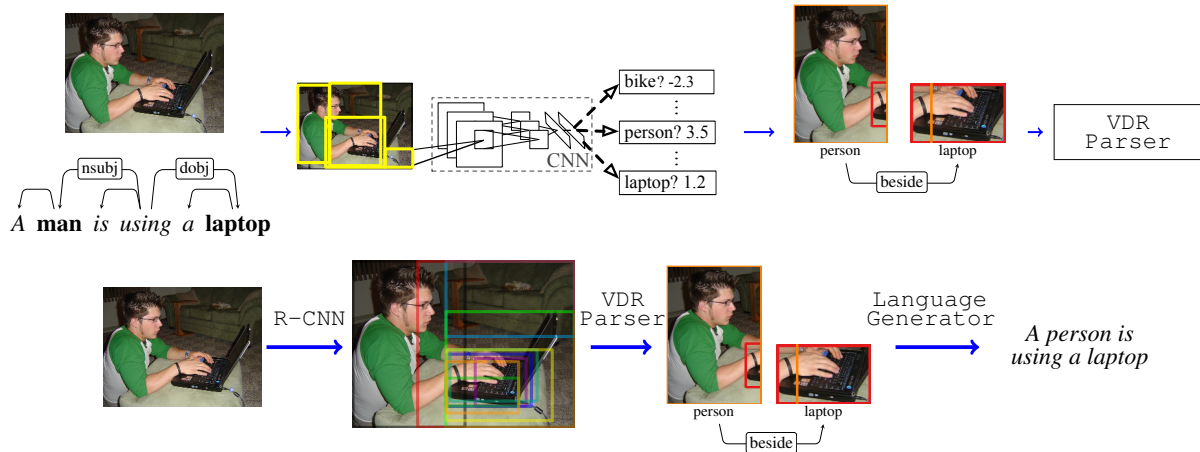 nsubj
dobj
A man is using a laptop
CNN
bike? -2.3
⋮
person? 3.5
⋮
laptop? 1.2
person
laptop
beside
VDR
Parser
R-CNN
VDR
Parser
person
laptop
beside
Language
Generator
A person is
using a laptop